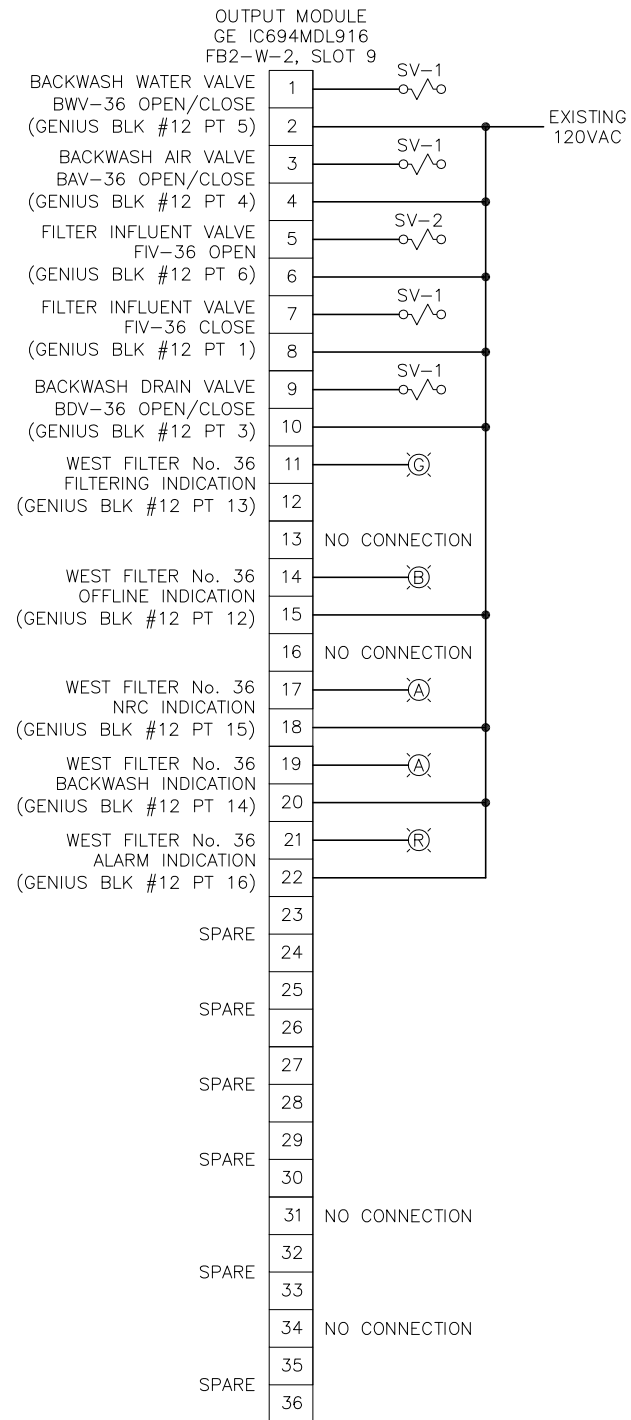 OUTPUT MODULE
GE IC694MDL916
FB2-W-2, SLOT 9
BACKWASH WATER VALVE
BWV-36 OPEN/CLOSE
(GENIUS BLK #12 PT 5)
1
SV-1
2
EXISTING
120VAC
BACKWASH AIR VALVE
BAV-36 OPEN/CLOSE
(GENIUS BLK #12 PT 4)
3
SV-1
4
FILTER INFLUENT VALVE
FIV-36 OPEN
(GENIUS BLK #12 PT 6)
5
SV-2
6
FILTER INFLUENT VALVE
FIV-36 CLOSE
(GENIUS BLK #12 PT 1)
7
SV-1
8
BACKWASH DRAIN VALVE
BDV-36 OPEN/CLOSE
(GENIUS BLK #12 PT 3)
9
SV-1
10
WEST FILTER No. 36
FILTERING INDICATION
(GENIUS BLK #12 PT 13)
11
G
12
13
NO CONNECTION
WEST FILTER No. 36
OFFLINE INDICATION
(GENIUS BLK #12 PT 12)
14
B
15
16
NO CONNECTION
WEST FILTER No. 36
NRC INDICATION
(GENIUS BLK #12 PT 15)
17
A
18
WEST FILTER No. 36
BACKWASH INDICATION
(GENIUS BLK #12 PT 14)
19
A
20
WEST FILTER No. 36
ALARM INDICATION
(GENIUS BLK #12 PT 16)
21
R
22
SPARE
23
24
SPARE
25
26
SPARE
27
28
SPARE
29
30
31
NO CONNECTION
SPARE
32
33
34
NO CONNECTION
SPARE
35
36